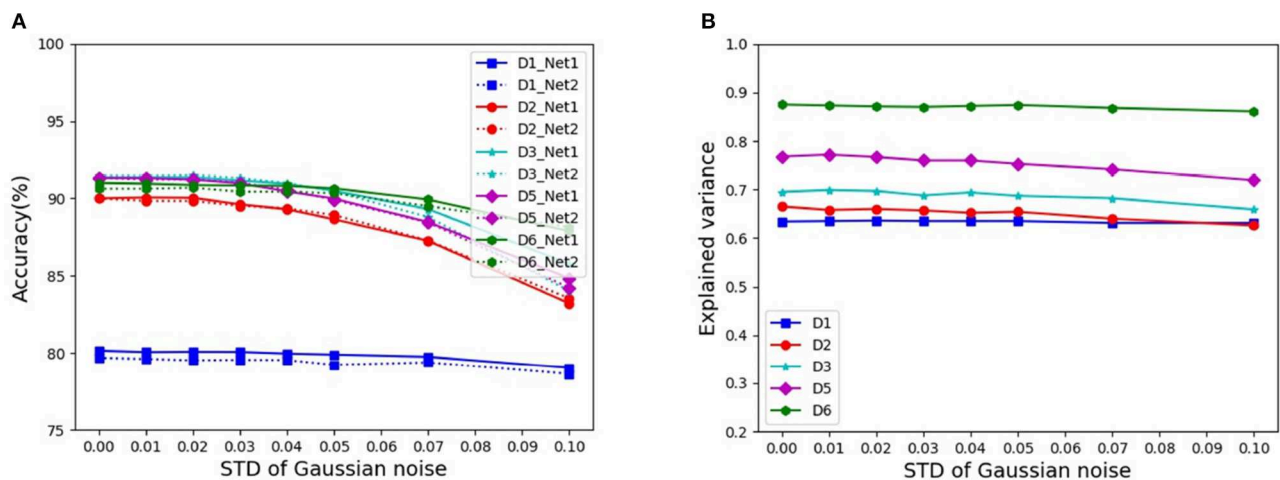 A
100
95
90
85
80
75
Accuracy(%)
D1_Net1
D1_Net2
D2_Net1
D2_Net2
D3_Net1
D3_Net2
D5_Net1
D5_Net2
D6_Net1
D6_Net2
0.00 0.01 0.02 0.03 0.04 0.05 0.06 0.07 0.08 0.09 0.10
STD of Gaussian noise
B
1.0
0.9
0.8
0.7
0.6
0.5
0.4
0.3
0.2
Explained variance
D1
D2
D3
D5
D6
0.00 0.01 0.02 0.03 0.04 0.05 0.06 0.07 0.08 0.09 0.10
STD of Gaussian noise